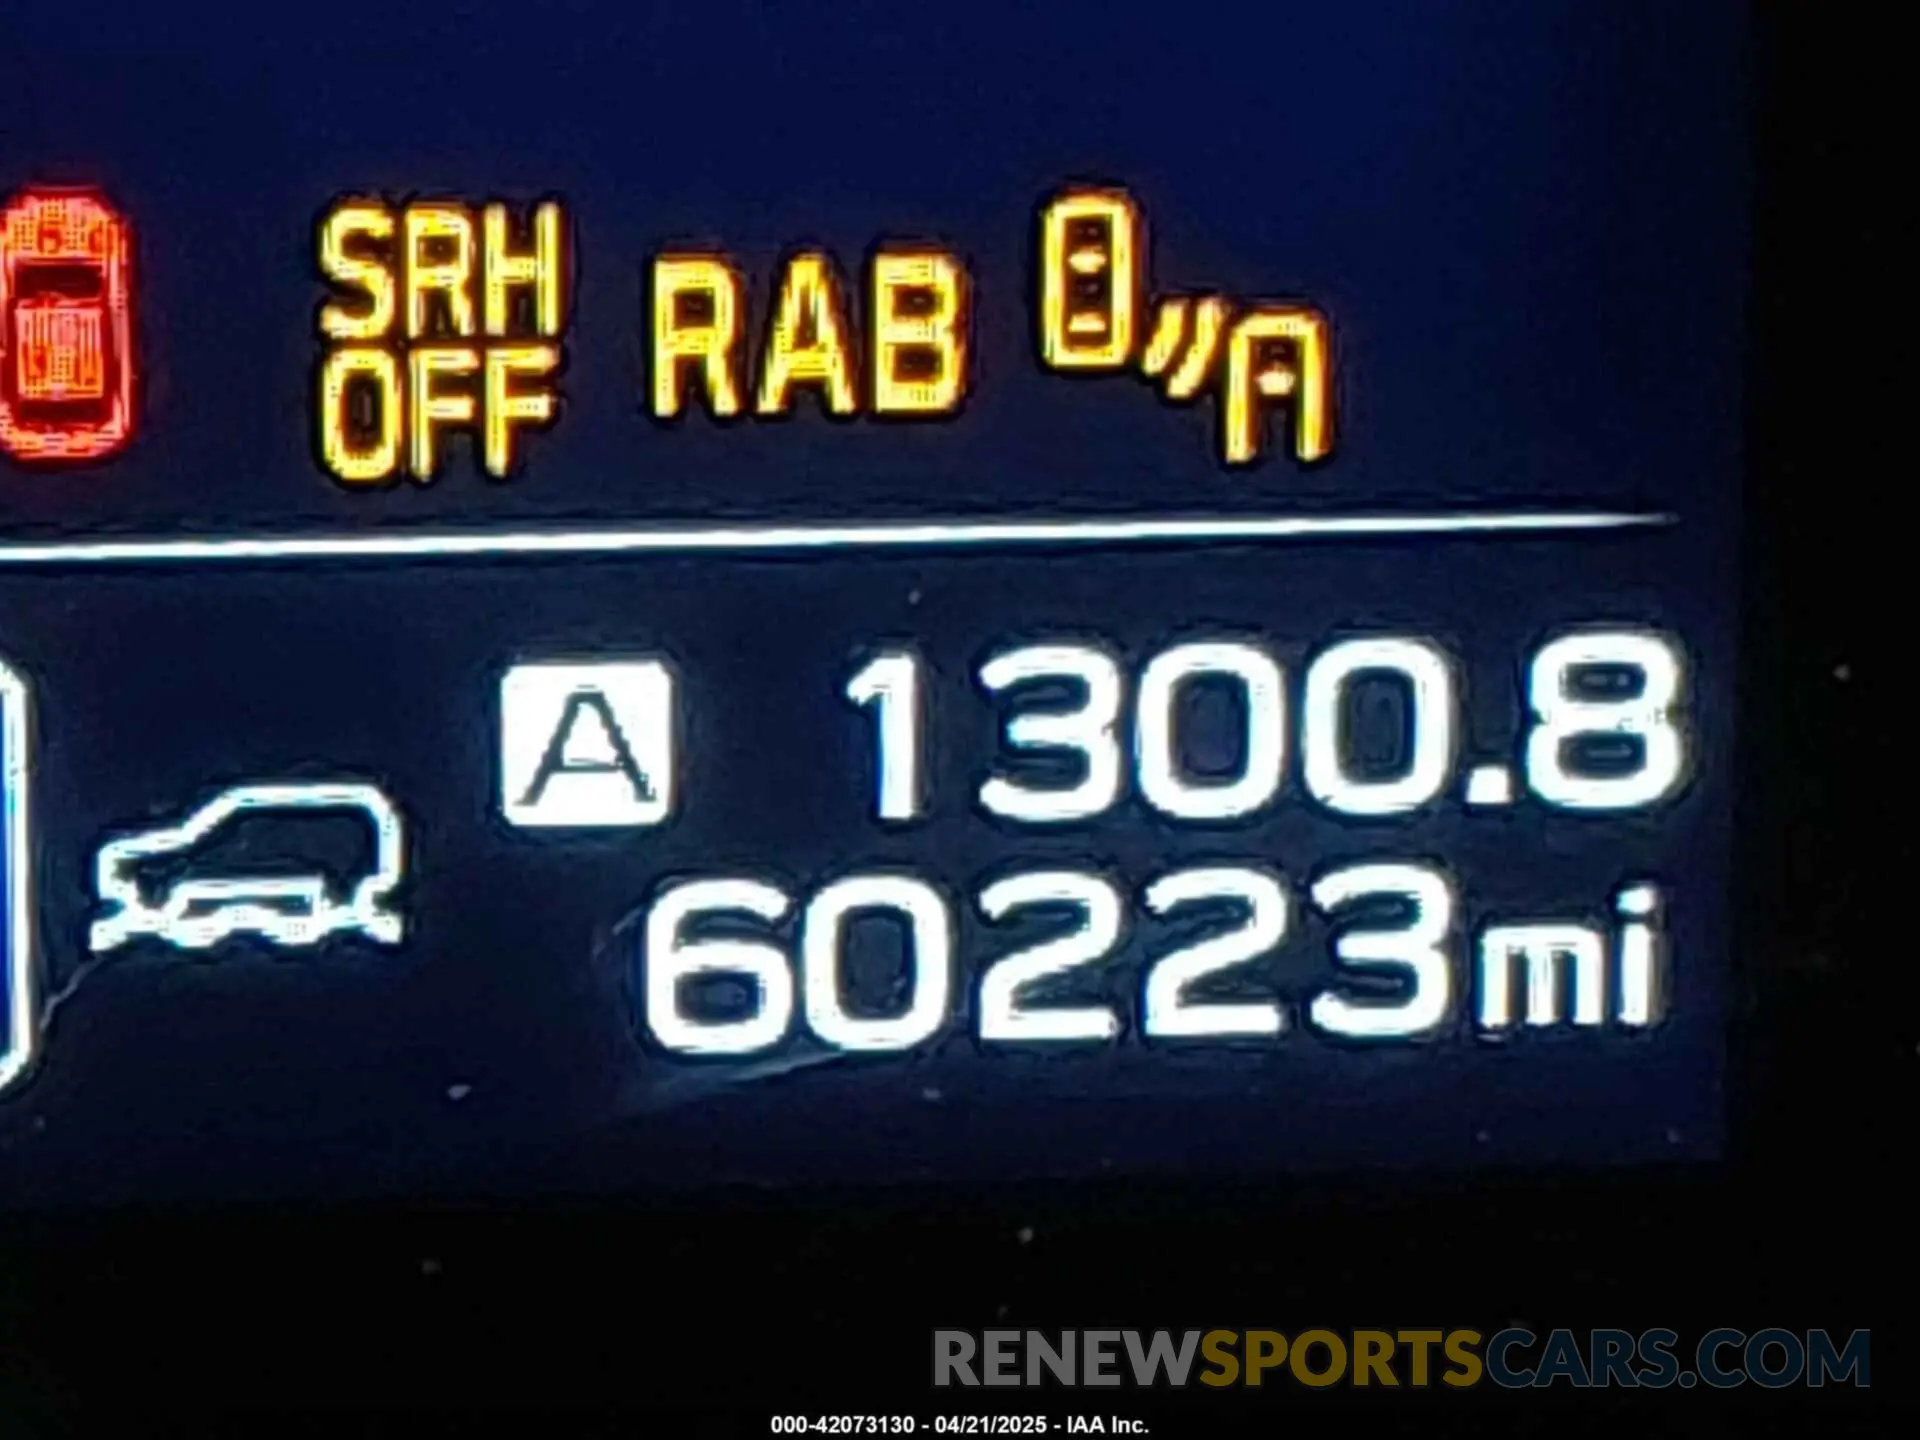 SRH
OFF
RAB
A 1300.8
60223mi
RENEWSPORTSCARS.COM
000-42073130 - 04/21/2025 - IAA Inc.